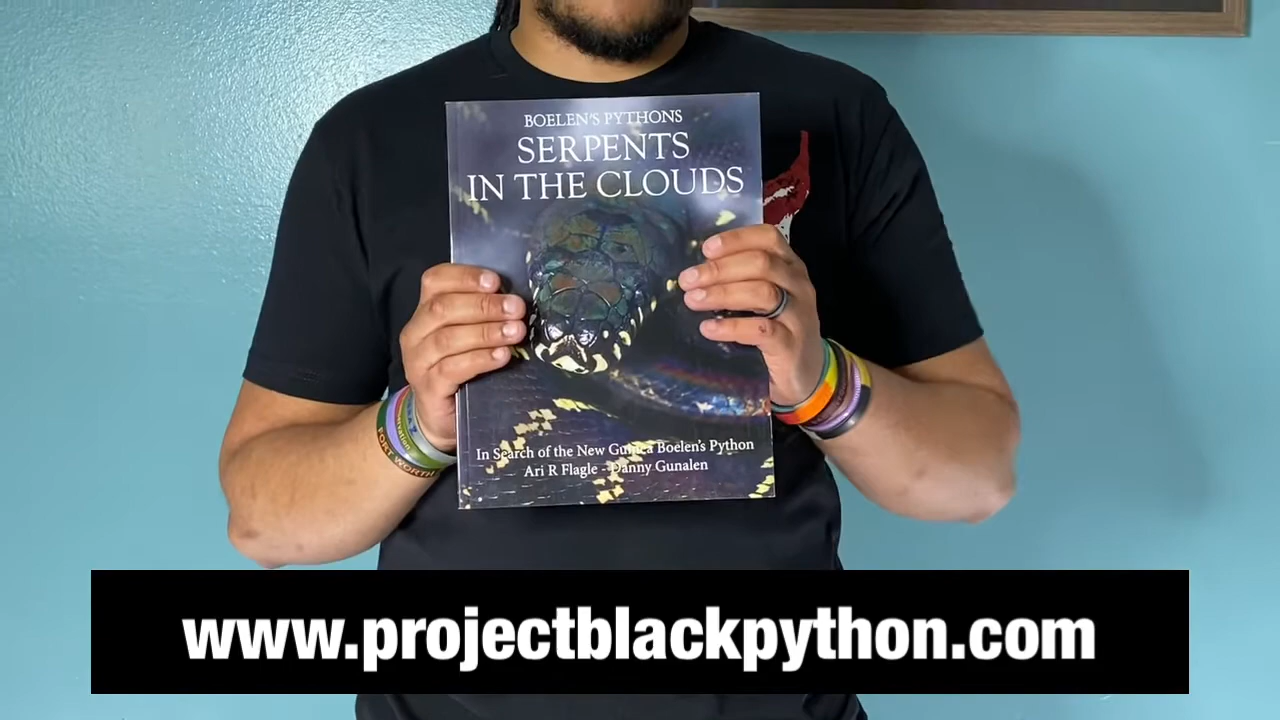 BOELEN'S PYTHONS
SERPENTS
IN THE CLOUDS
In Search of the New Guinea Boelen's Python
Ari R Flagle - Danny Gunalen
FORT WORTH
www.projectblackpython.com